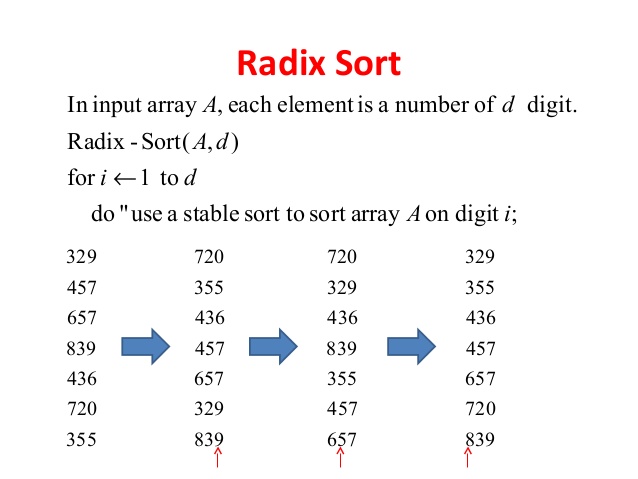 Radix Sort
In input array A, each element is a number of d digit.
Radix - Sort(A, d)
for i ← 1 to d
do "use a stable sort to sort array A on digit i;
329 720 720 329
457 355 329 355
657 436 436 436
839 457 839 457
436 657 355 657
720 329 457 720
355 839 657 839